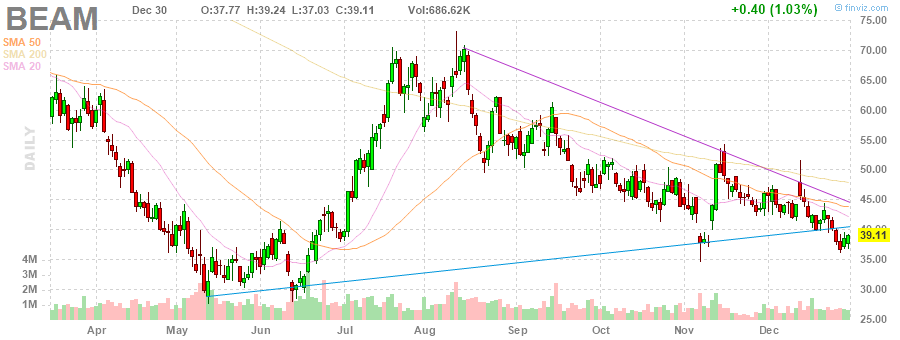 BEAM Dec 30 O:37.77 H:39.24 L:37.03 C:39.11 Vol:686.62K +0.40 (1.03%) finviz.com
SMA 50
SMA 200
SMA 20
DAILY
75.00
70.00
65.00
60.00
55.00
50.00
45.00
39.11
35.00
30.00
25.00
4M
3M
2M
1M
Apr May Jun Jul Aug Sep Oct Nov Dec